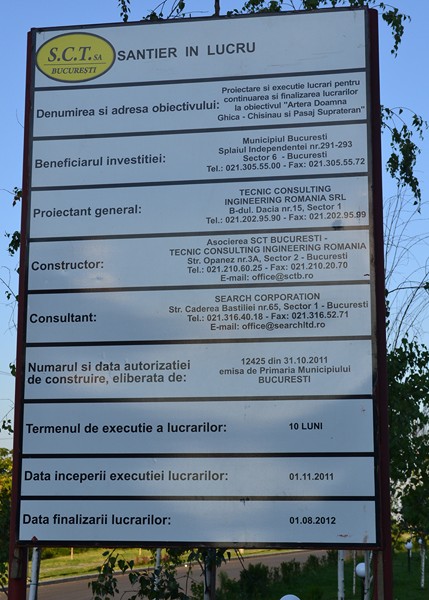 S.C.T. SA
BUCURESTI
SANTIER IN LUCRU
Denumirea si adresa obiectivului:
Proiectare si executie lucrari pentru
continuarea si finalizarea lucrarilor
la obiectivul "Artera Doamna
Ghica - Chisinau si Pasaj Suprateran"
Beneficiarul investitiei:
Municipiul Bucuresti
Splaiul Independentei nr.291-293
Sector 6 - Bucuresti
Tel.: 021.305.55.00 - Fax: 021.305.55.72
Proiectant general:
TECNIC CONSULTING
INGINEERING ROMANIA SRL
B-dul. Dacia nr.15, Sector 1
Tel.: 021.202.95.90 - Fax: 021.202.95.99
Constructor:
Asocierea SCT BUCURESTI -
TECNIC CONSULTING INGINEERING ROMANIA
Str. Opanez nr.3A, Sector 2 - Bucuresti
Tel.: 021.210.60.25 - Fax: 021.210.20.70
E-mail: office@sctb.ro
Consultant:
SEARCH CORPORATION
Str. Caderea Bastiliei nr.65, Sector 1 - Bucuresti
Tel.: 021.316.40.18 - Fax: 021.316.52.71
E-mail: office@searchltd.ro
Numarul si data autorizatiei
de construire, eliberata de:
12425 din 31.10.2011
emisa de Primaria Municipiului
BUCURESTI
Termenul de executie a lucrarilor:
10 LUNI
Data inceperii executiei lucrarilor:
01.11.2011
Data finalizarii lucrarilor:
01.08.2012